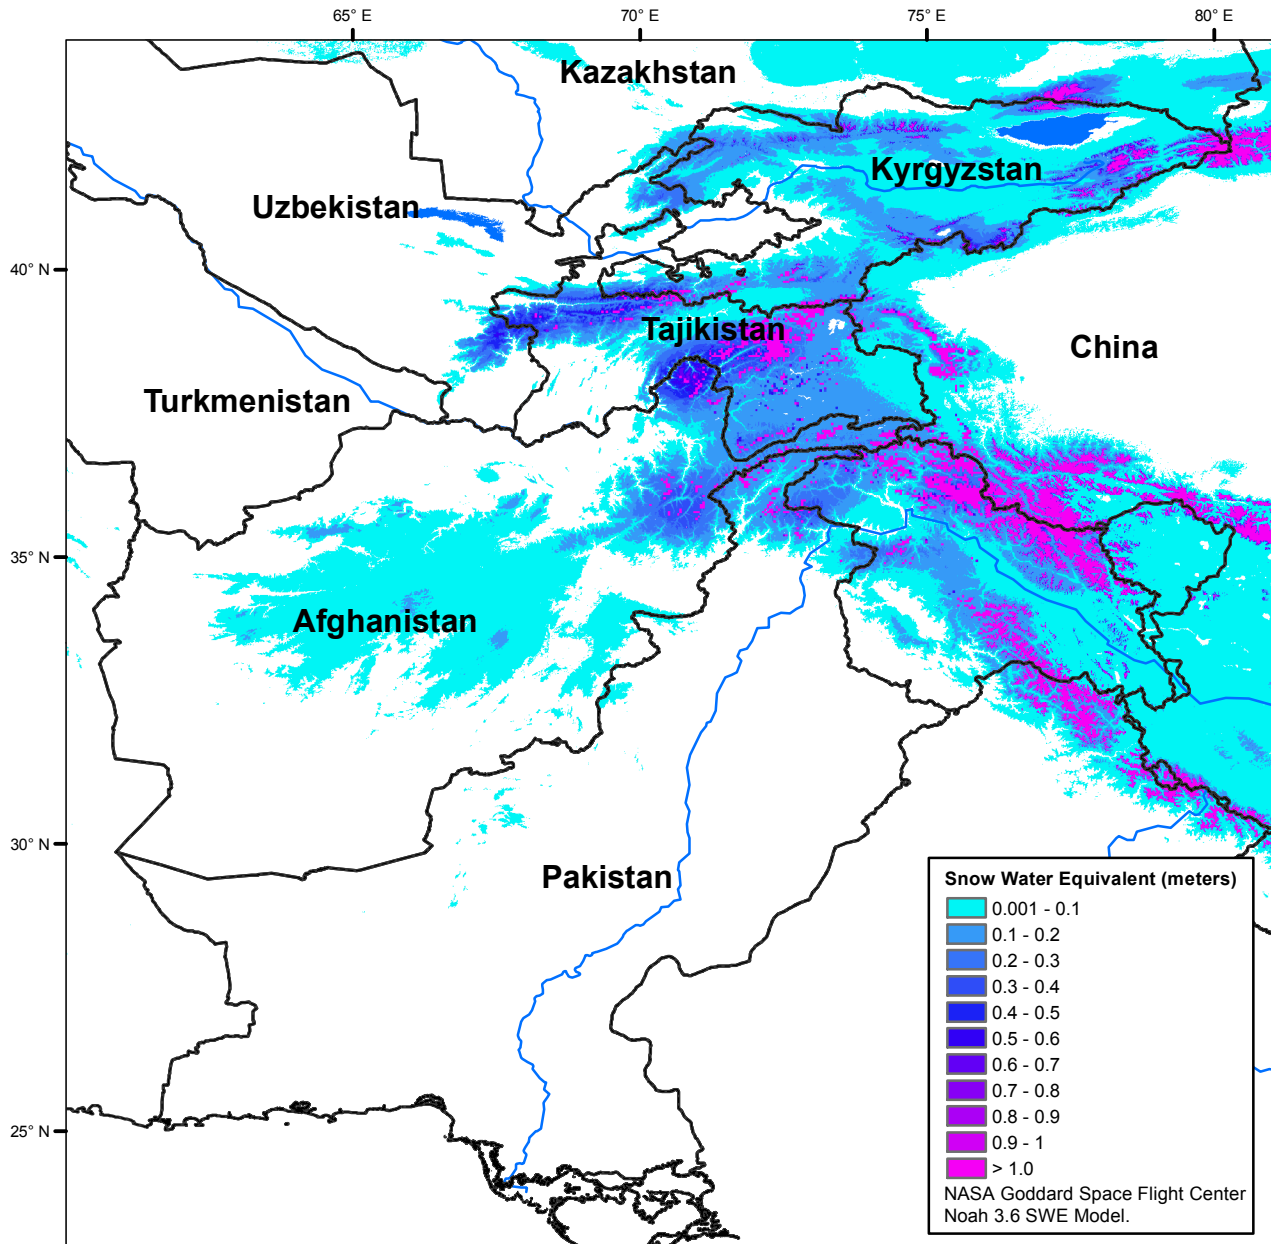 65° E
70° E
75° E
80° E
Kazakhstan
Kyrgyzstan
Uzbekistan
40° N
Tajikistan
China
Turkmenistan
35° N
Afghanistan
30° N
Pakistan
25° N
Snow Water Equivalent (meters)
0.001 - 0.1
0.1 - 0.2
0.2 - 0.3
0.3 - 0.4
0.4 - 0.5
0.5 - 0.6
0.6 - 0.7
0.7 - 0.8
0.8 - 0.9
0.9 - 1
> 1.0
NASA Goddard Space Flight Center
Noah 3.6 SWE Model.